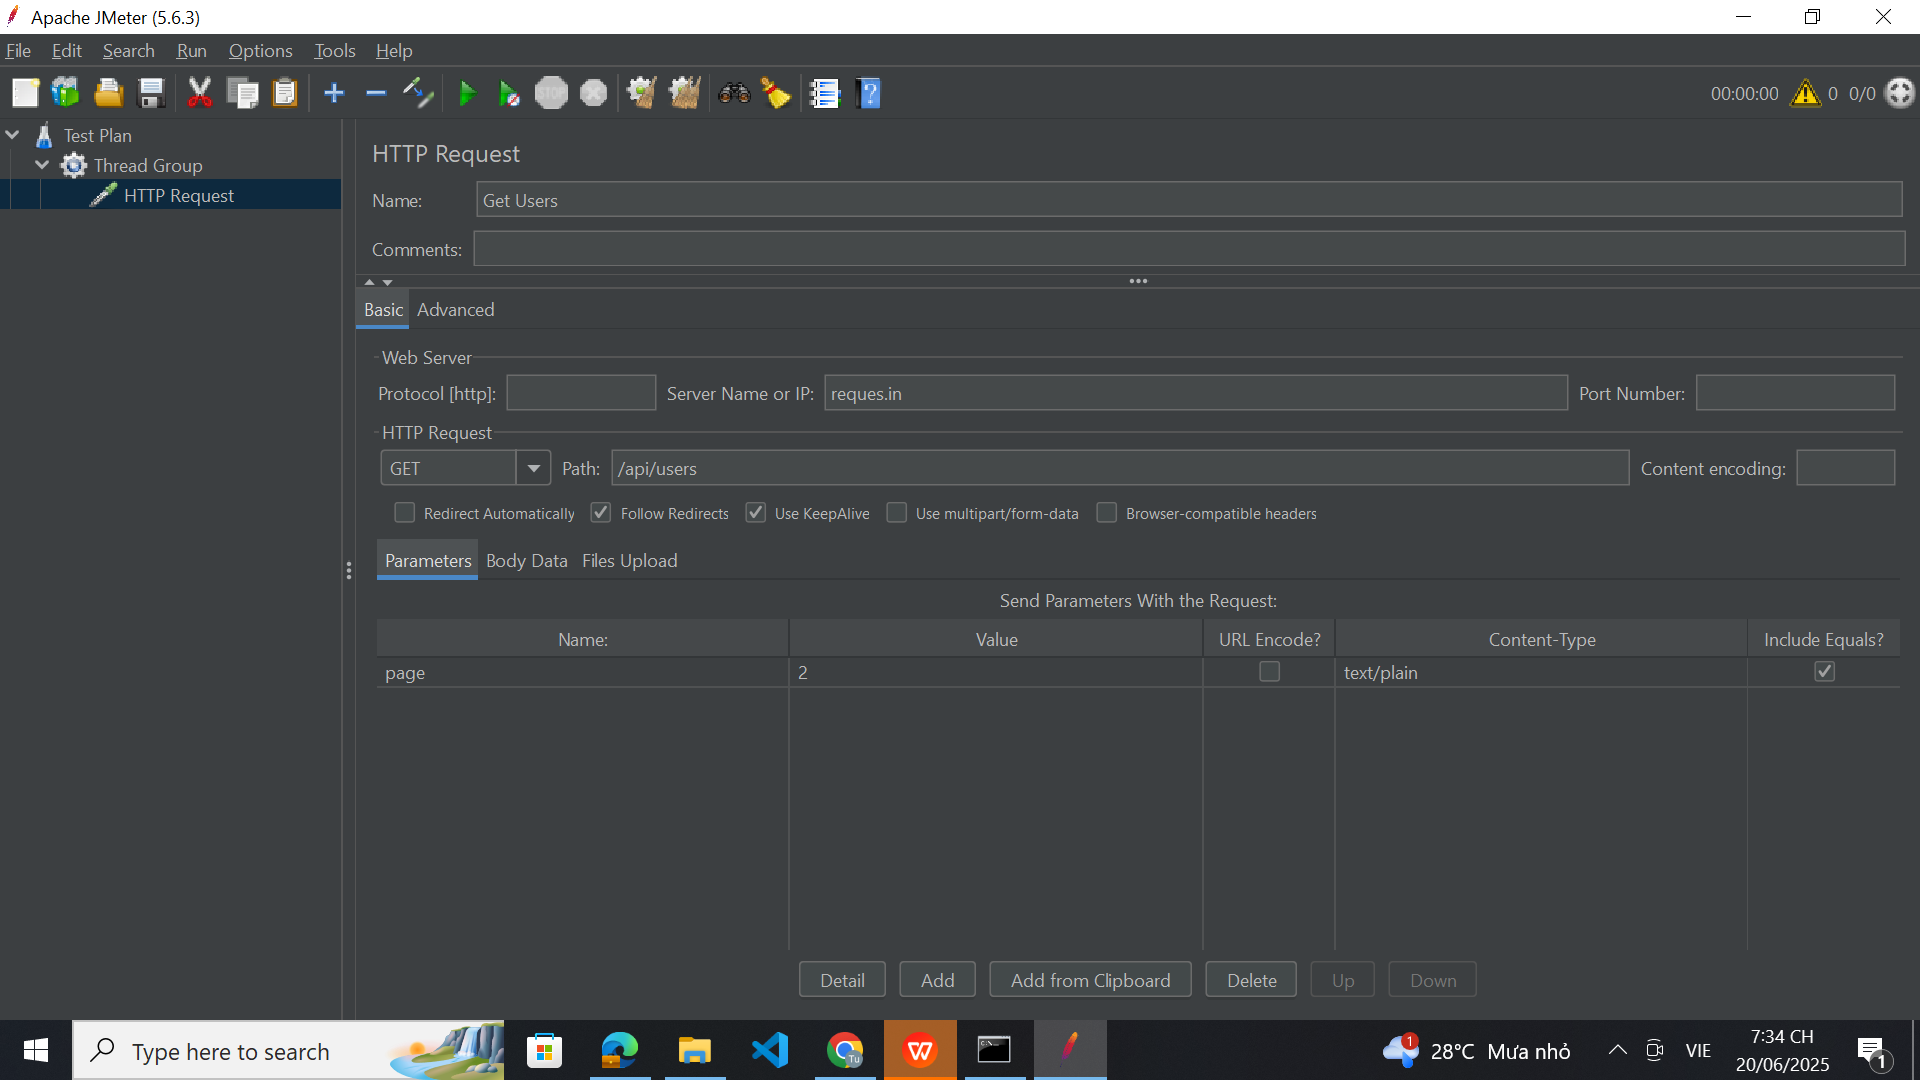 Apache JMeter (5.6.3)
File Edit Search Run Options Tools Help
STOP
00:00:00 0 0/0
Test Plan
Thread Group
HTTP Request
HTTP Request
Name: Get Users
Comments:
Basic Advanced
Web Server
Protocol [http]: Server Name or IP: reques.in Port Number:
HTTP Request
GET Path: /api/users Content encoding:
Redirect Automatically Follow Redirects Use KeepAlive Use multipart/form-data Browser-compatible headers
Parameters Body Data Files Upload
Send Parameters With the Request:
Name: Value URL Encode? Content-Type Include Equals?
page 2 text/plain
Detail Add Add from Clipboard Delete Up Down
Type here to search
Tu
W
1
28°C Mưa nhỏ
VIE
7:34 CH
20/06/2025
1